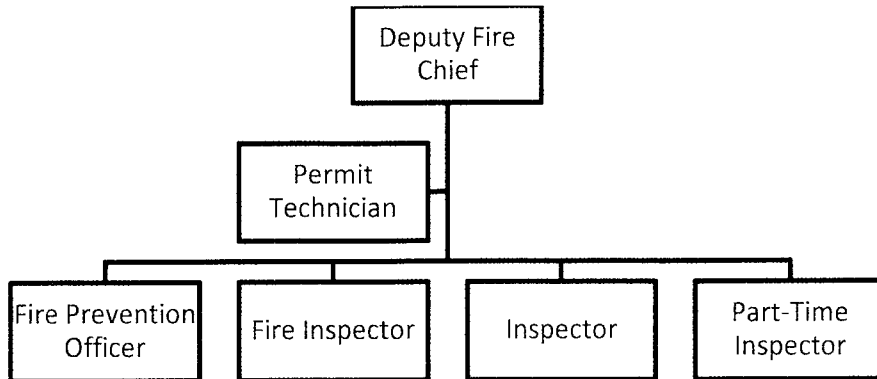 Deputy Fire
Chief
Permit
Technician
Fire Prevention
Officer
Fire Inspector
Inspector
Part-Time
Inspector